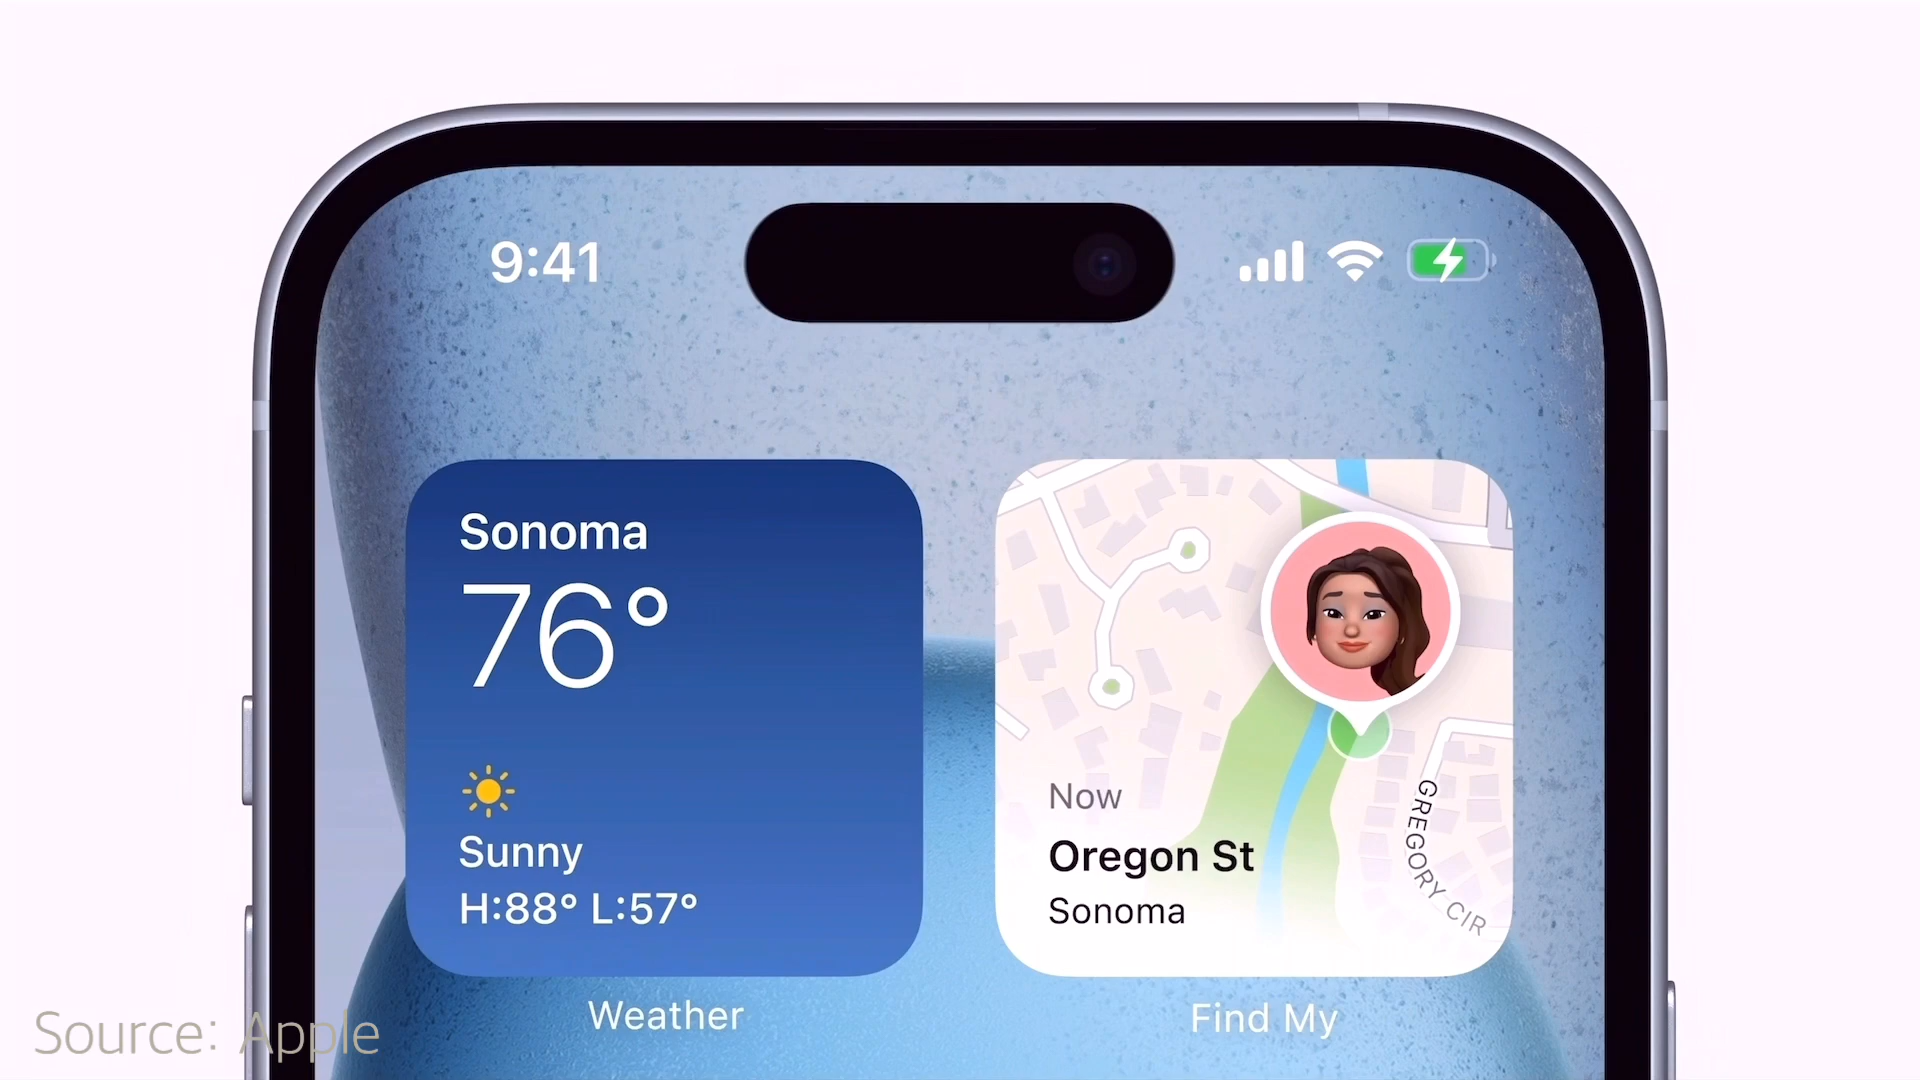 9:41
Sonoma
76°
Sunny
H:88° L:57°
Weather
Now
Oregon St
Sonoma
GREGORY CIR
Find My
Source: Apple